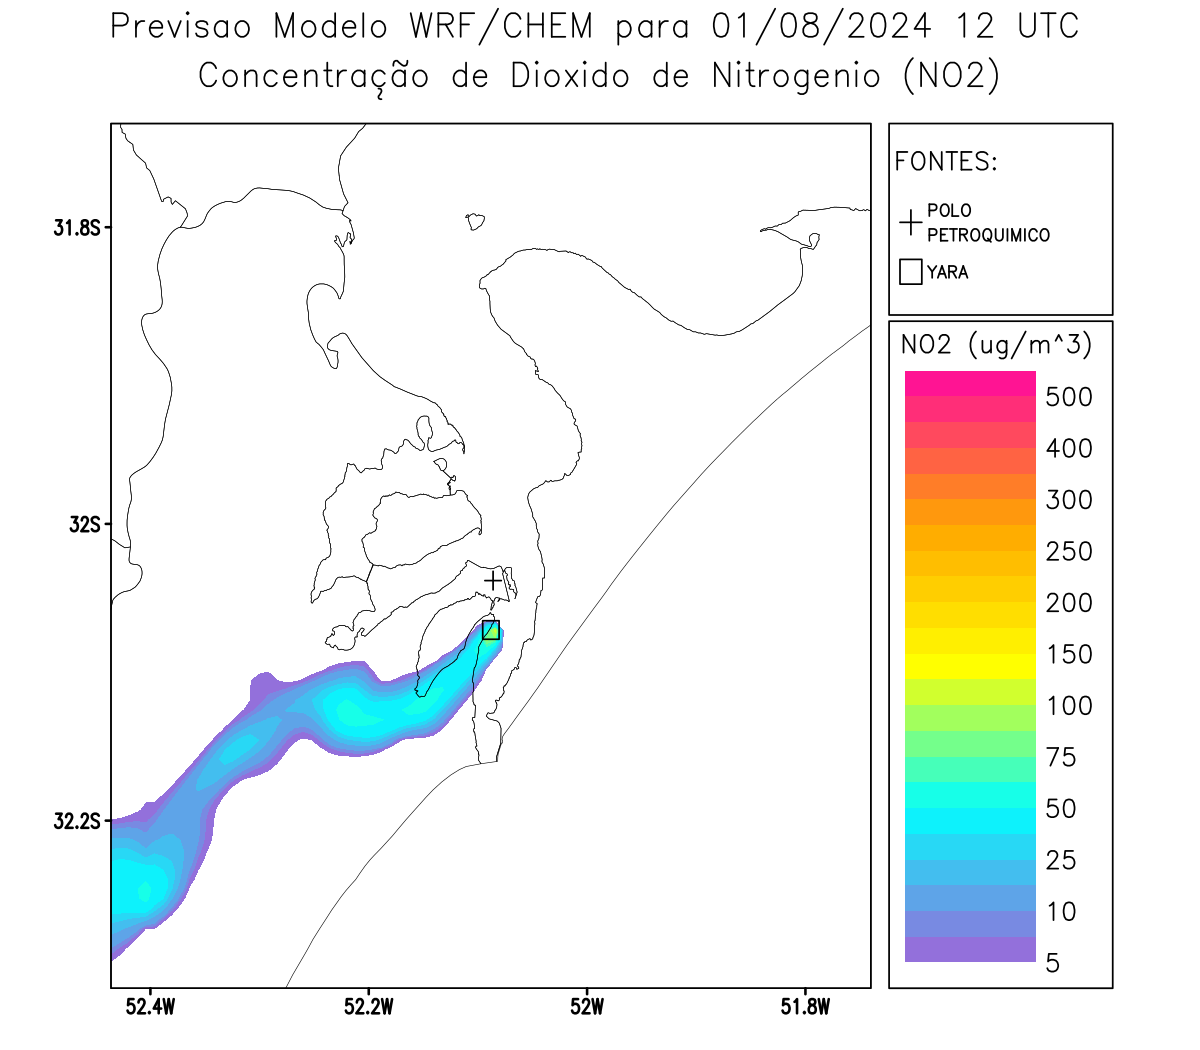 Previsao Modelo WRF/CHEM para 01/08/2024 12 UTC
Concentração de Dioxido de Nitrogenio (NO2)
FONTES:
POLO
PETROQUIMICO
YARA
NO2 (ug/m^3)
500
400
300
250
200
150
100
75
50
25
10
5
31.8S
32S
32.2S
52.4W
52.2W
52W
51.8W